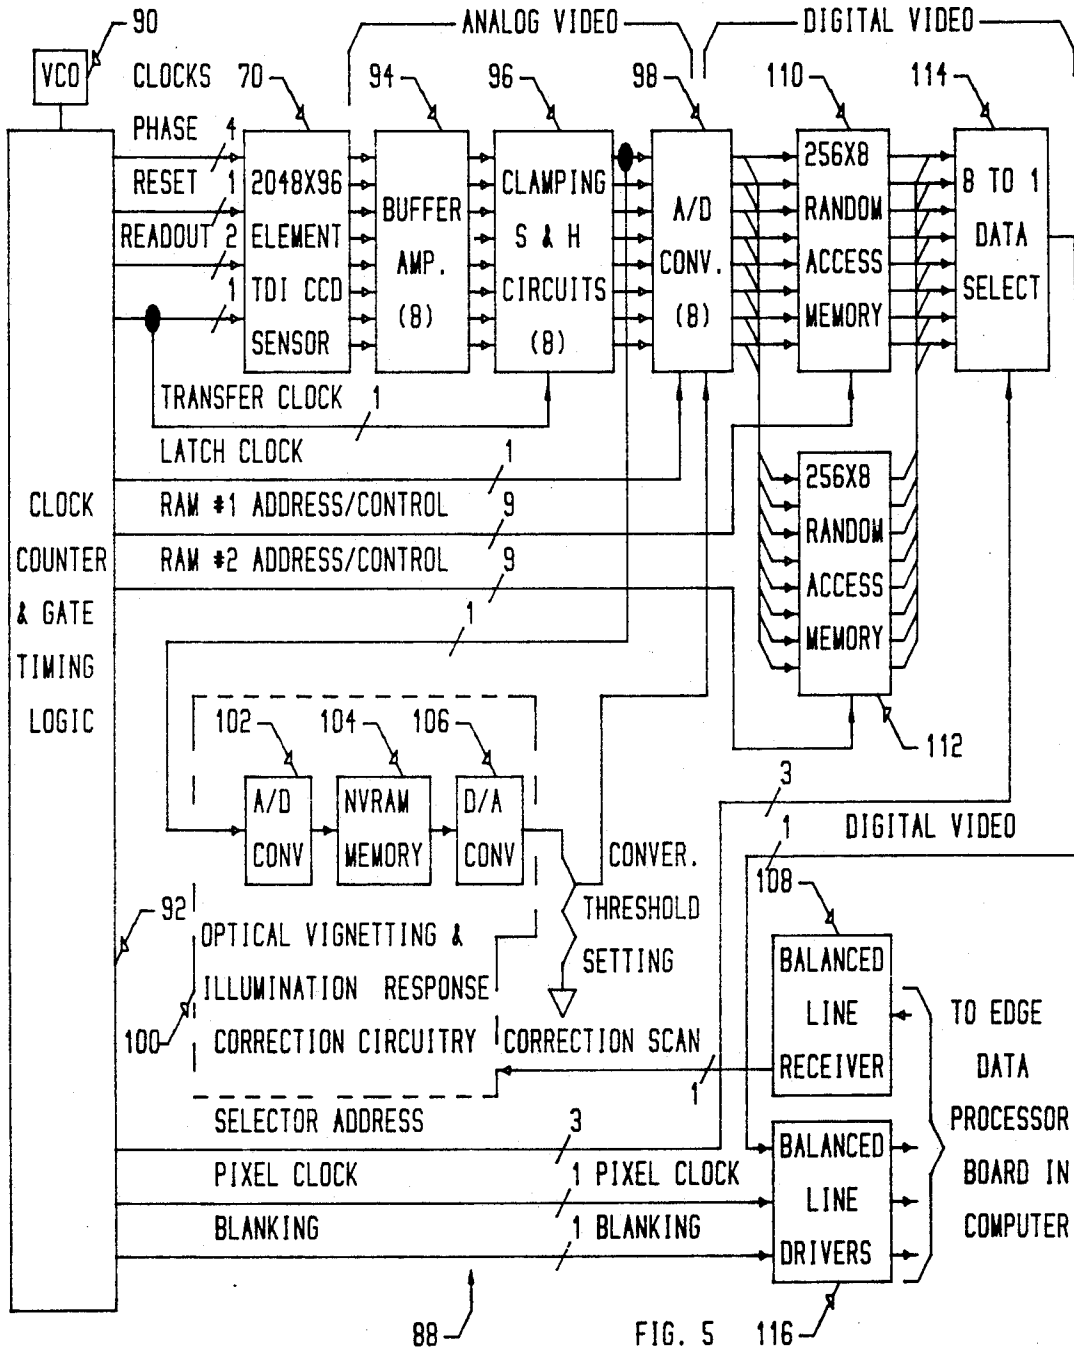 ANALOG VIDEO
DIGITAL VIDEO
90
VCO
CLOCKS
70
94
96
98
110
114
PHASE 4
RESET 1
READOUT 2
1
2048X96
ELEMENT
TDI CCD
SENSOR
BUFFER
AMP.
(8)
CLAMPING
S & H
CIRCUITS
(8)
A/D
CONV.
(8)
256X8
RANDOM
ACCESS
MEMORY
8 TO 1
DATA
SELECT
TRANSFER CLOCK 1
LATCH CLOCK 1
RAM #1 ADDRESS/CONTROL 9
RAM #2 ADDRESS/CONTROL 9
1
CLOCK
COUNTER
& GATE
TIMING
LOGIC
256X8
RANDOM
ACCESS
MEMORY
112
102
104
106
A/D
CONV
NVRAM
MEMORY
D/A
CONV
CONVER.
THRESHOLD
SETTING
3
1
DIGITAL VIDEO
92
OPTICAL VIGNETTING &
ILLUMINATION RESPONSE
CORRECTION CIRCUITRY
100
108
BALANCED
LINE
RECEIVER
CORRECTION SCAN
1
TO EDGE
DATA
PROCESSOR
BOARD IN
COMPUTER
SELECTOR ADDRESS 3
PIXEL CLOCK 1 PIXEL CLOCK
BLANKING 1 BLANKING
BALANCED
LINE
DRIVERS
88
FIG. 5
116